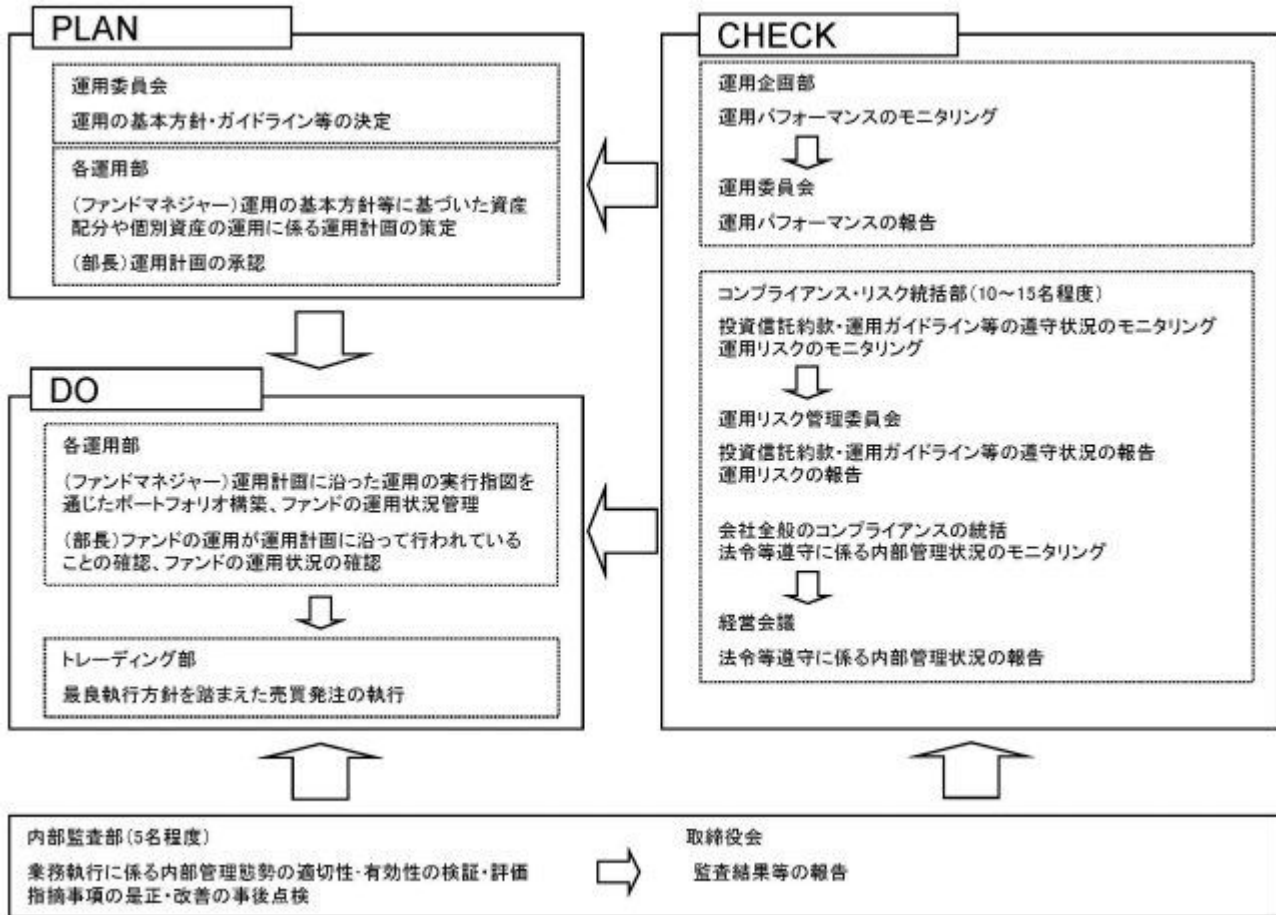 PLAN
運用委員会
運用の基本方針・ガイドライン等の決定
各運用部
(ファンドマネジャー)運用の基本方針等に基づいた資産
配分や個別資産の運用に係る運用計画の策定
(部長)運用計画の承認
DO
各運用部
(ファンドマネジャー)運用計画に沿った運用の実行指図を
通じたポートフォリオ構築、ファンドの運用状況管理
(部長)ファンドの運用が運用計画に沿って行われている
ことの確認、ファンドの運用状況の確認
トレーディング部
最良執行方針を踏まえた売買発注の執行
CHECK
運用企画部
運用パフォーマンスのモニタリング
運用委員会
運用パフォーマンスの報告
コンプライアンス・リスク統括部(10~15名程度)
投資信託約款・運用ガイドライン等の遵守状況のモニタリング
運用リスクのモニタリング
運用リスク管理委員会
投資信託約款・運用ガイドライン等の遵守状況の報告
運用リスクの報告
会社全般のコンプライアンスの統括
法令等遵守に係る内部管理状況のモニタリング
経営会議
法令等遵守に係る内部管理状況の報告
内部監査部(5名程度)
業務執行に係る内部管理態勢の適切性・有効性の検証・評価
指摘事項の是正・改善の事後点検
取締役会
監査結果等の報告